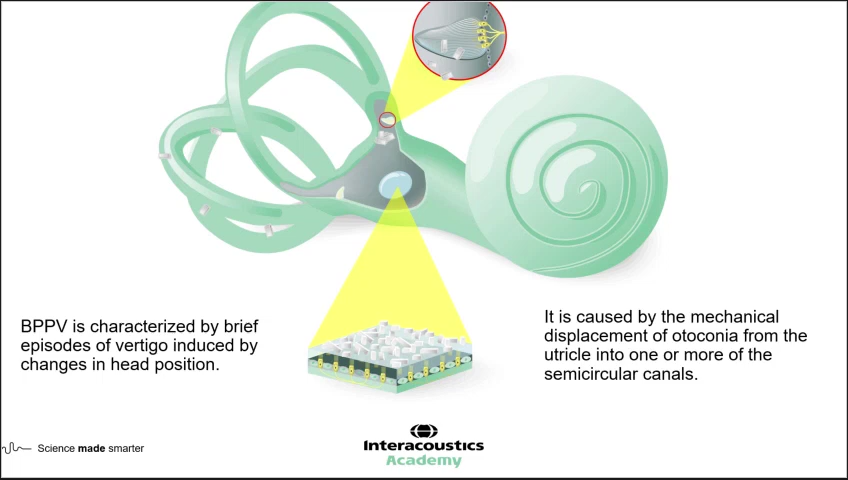 BPPV is characterized by brief
episodes of vertigo induced by
changes in head position.
It is caused by the mechanical
displacement of otoconia from the
utricle into one or more of the
semicircular canals.
Science made smarter
Interacoustics
Academy